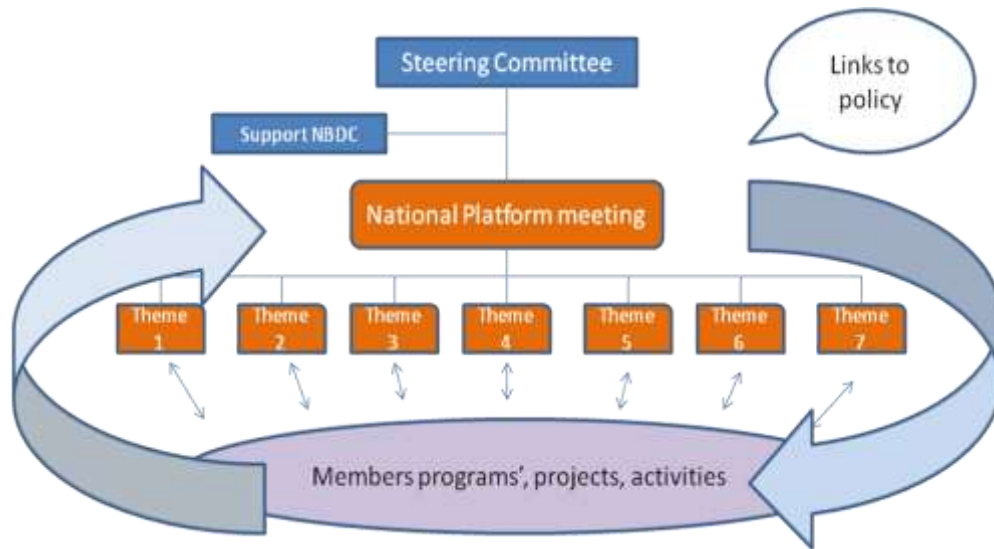 Steering Committee
Links to
policy
Support NBDC
National Platform meeting
Theme
1
Theme
2
Theme
3
Theme
4
Theme
5
Theme
6
Theme
7
Members programs', projects, activities